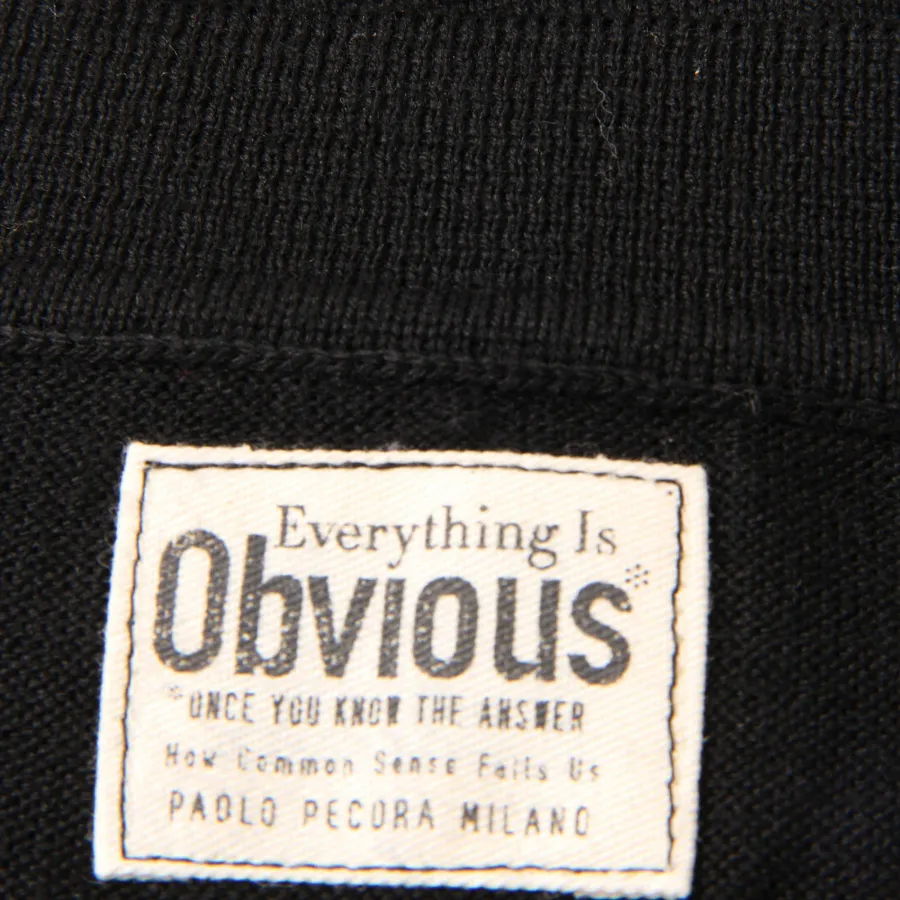 Everything Is
Obvious*
*ONCE YOU KNOW THE ANSWER
How Common Sense Fails Us
PAOLO PECORA MILANO